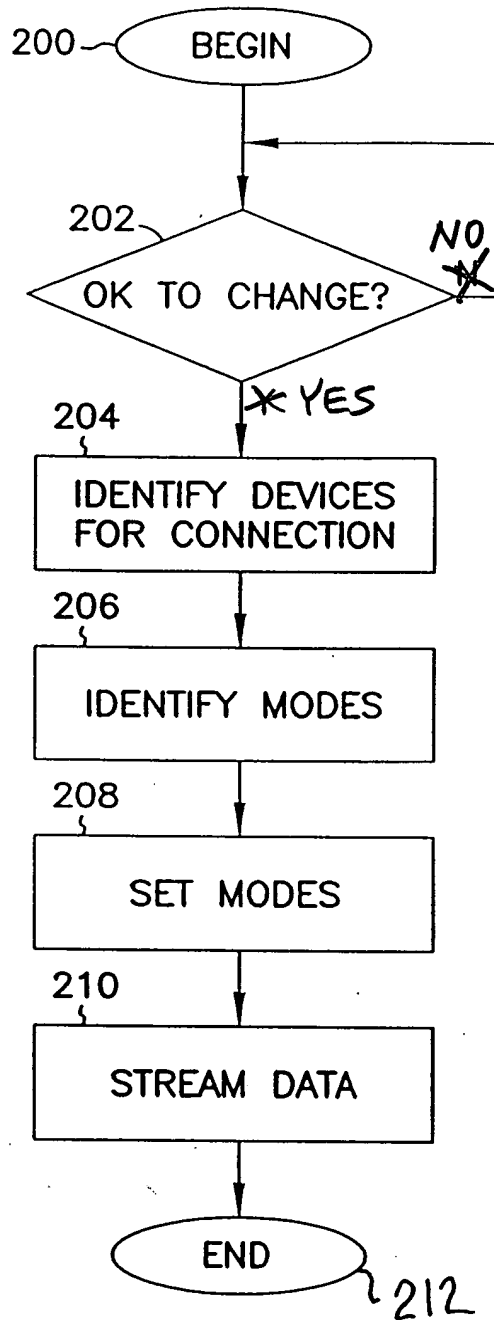 200 BEGIN
202
OK TO CHANGE?
NO
YES
204
IDENTIFY DEVICES
FOR CONNECTION
206
IDENTIFY MODES
208
SET MODES
210
STREAM DATA
END
212